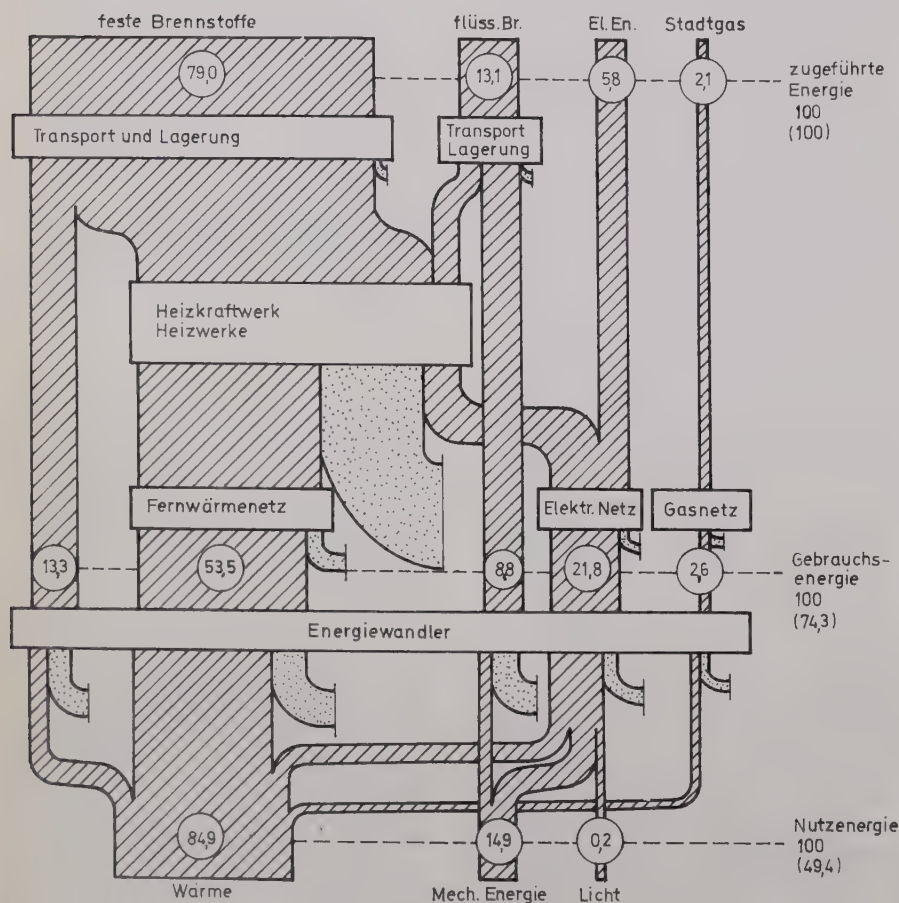 feste Brennstoffe
flüss.Br.
El.En.
Stadtgas
79,0
13,1
5,8
2,1
zugeführte
Energie
100
(100)
Transport und Lagerung
Transport
Lagerung
Heizkraftwerk
Heizwerke
Fernwärmenetz
Elektr. Netz
Gasnetz
13,3
53,5
8,8
21,8
2,6
Gebrauchs-
energie
100
(74,3)
Energiewandler
84,9
14,9
0,2
Nutzenergie
100
(49,4)
Wärme
Mech. Energie
Licht